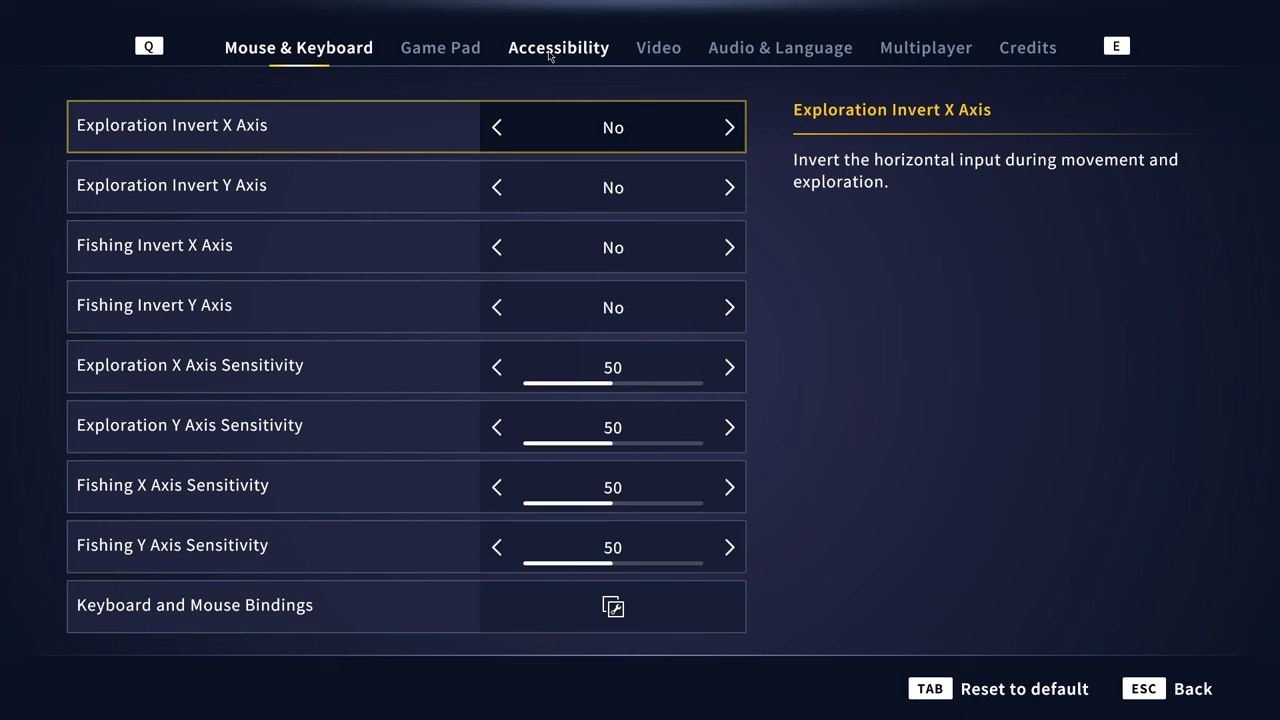 Q Mouse & Keyboard Game Pad Accessibility Video Audio & Language Multiplayer Credits E
Exploration Invert X Axis No
Exploration Invert Y Axis No
Fishing Invert X Axis No
Fishing Invert Y Axis No
Exploration X Axis Sensitivity 50
Exploration Y Axis Sensitivity 50
Fishing X Axis Sensitivity 50
Fishing Y Axis Sensitivity 50
Keyboard and Mouse Bindings
Exploration Invert X Axis
Invert the horizontal input during movement and
exploration.
TAB Reset to default ESC Back